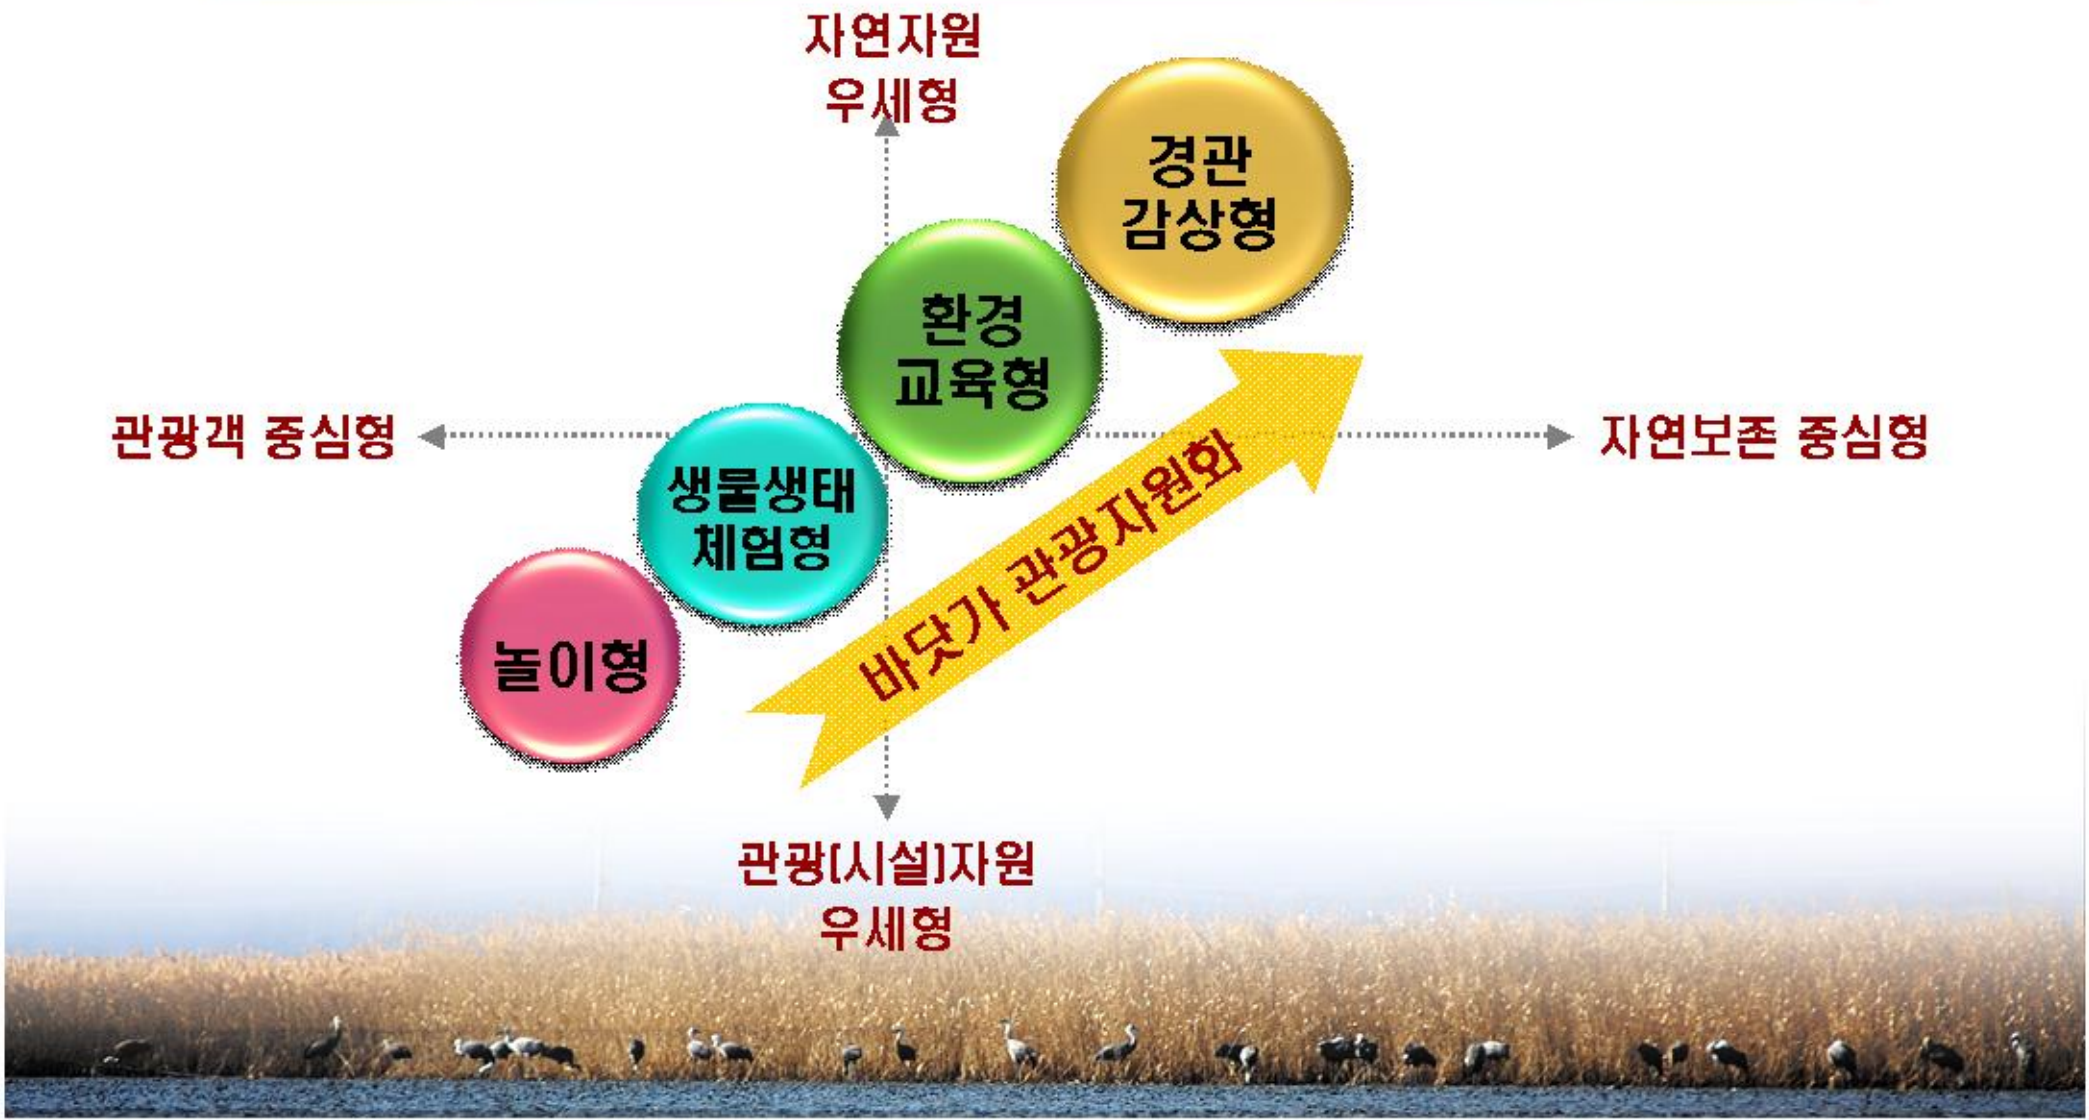 자연자원
우세형
경관
감상형
환경
교육형
관광객 중심형
자연보존 중심형
생물생태
체험형
바닷가 관광자원화
놀이형
관광(시설)자원
우세형